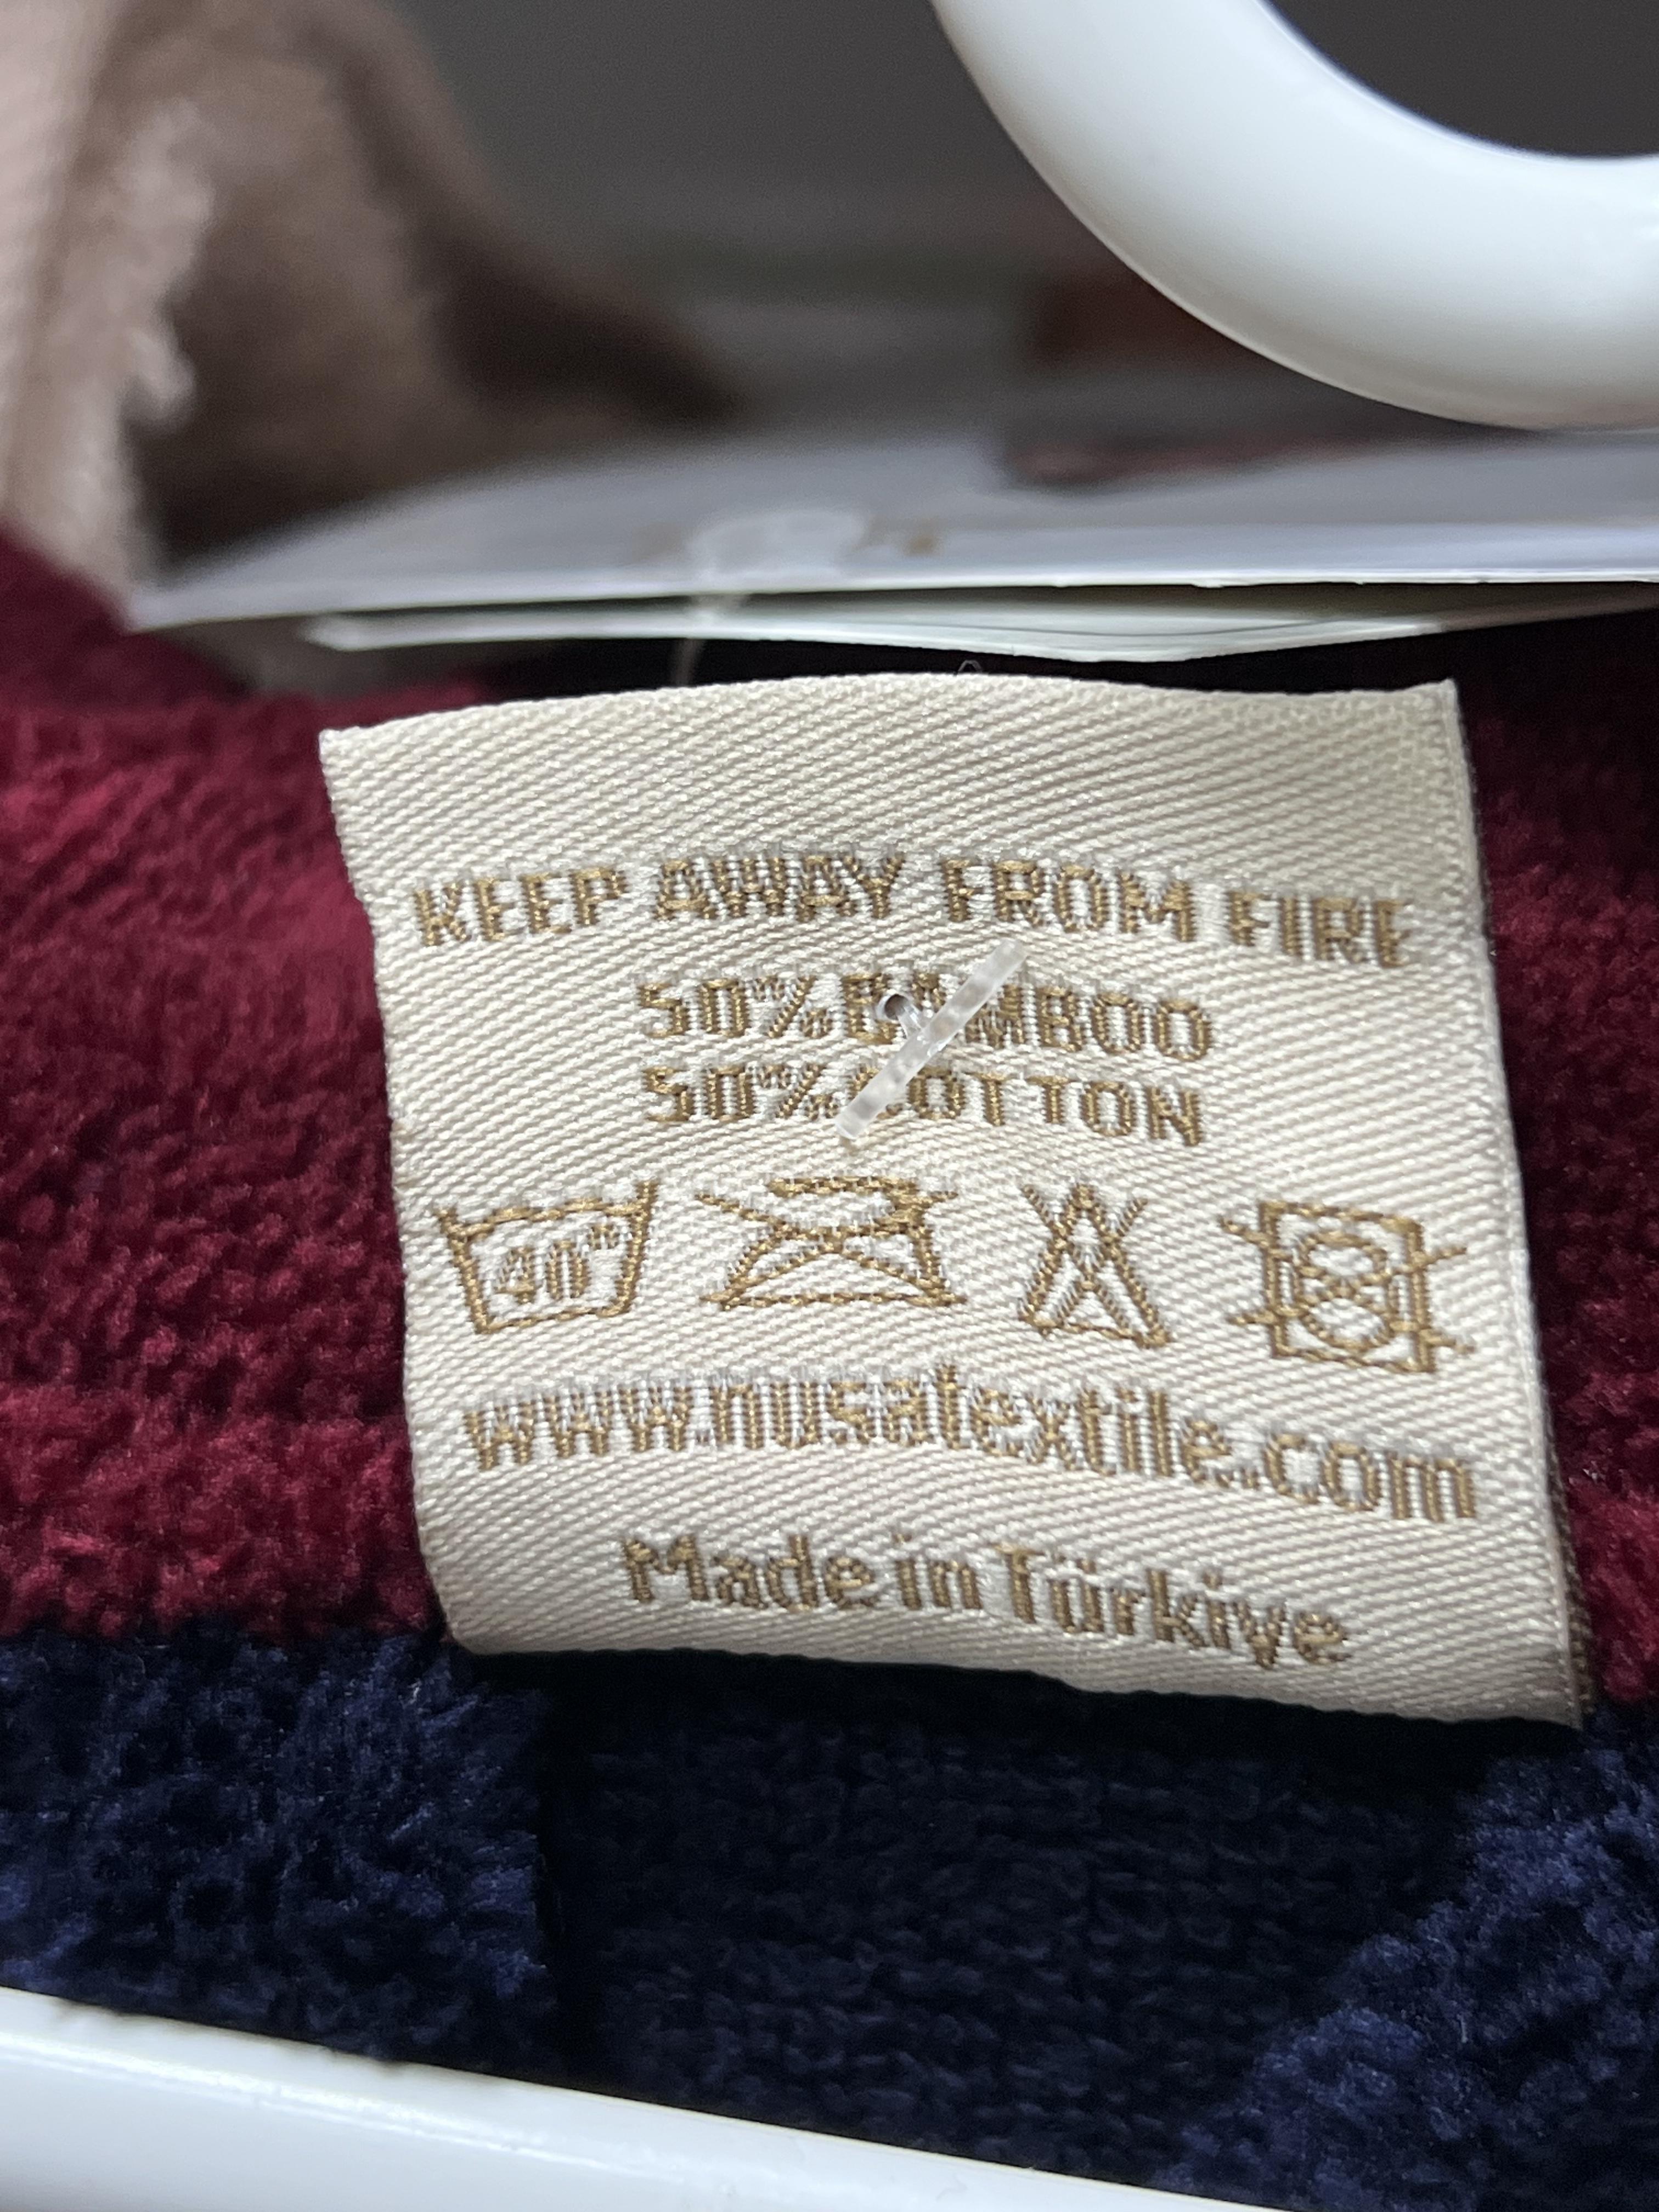 KEEP AWAY FROM FIRE
50% BAMBOO
50% COTTON
40°
www.nusatextile.com
Made in Türkiye